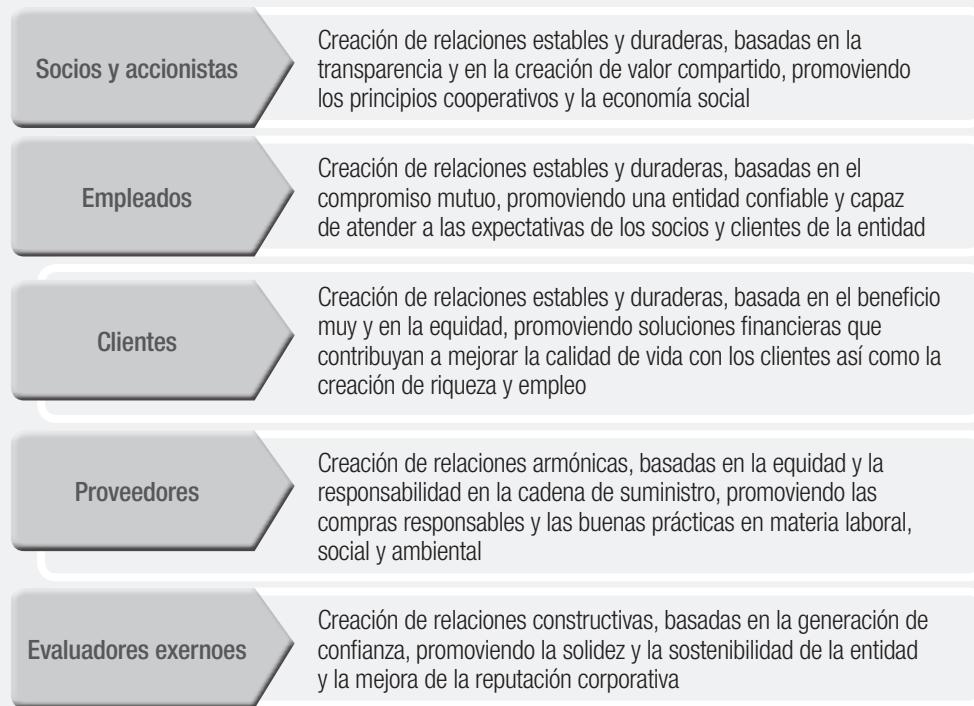 Socios y accionistas
Creación de relaciones estables y duraderas, basadas en la
transparencia y en la creación de valor compartido, promoviendo
los principios cooperativos y la economía social
Empleados
Creación de relaciones estables y duraderas, basadas en el
compromiso mutuo, promoviendo una entidad confiable y capaz
de atender a las expectativas de los socios y clientes de la entidad
Clientes
Creación de relaciones estables y duraderas, basada en el beneficio
muy y en la equidad, promoviendo soluciones financieras que
contribuyan a mejorar la calidad de vida con los clientes así como la
creación de riqueza y empleo
Proveedores
Creación de relaciones armónicas, basadas en la equidad y la
responsabilidad en la cadena de suministro, promoviendo las
compras responsables y las buenas prácticas en materia laboral,
social y ambiental
Evaluadores exernoes
Creación de relaciones constructivas, basadas en la generación de
confianza, promoviendo la solidez y la sostenibilidad de la entidad
y la mejora de la reputación corporativa